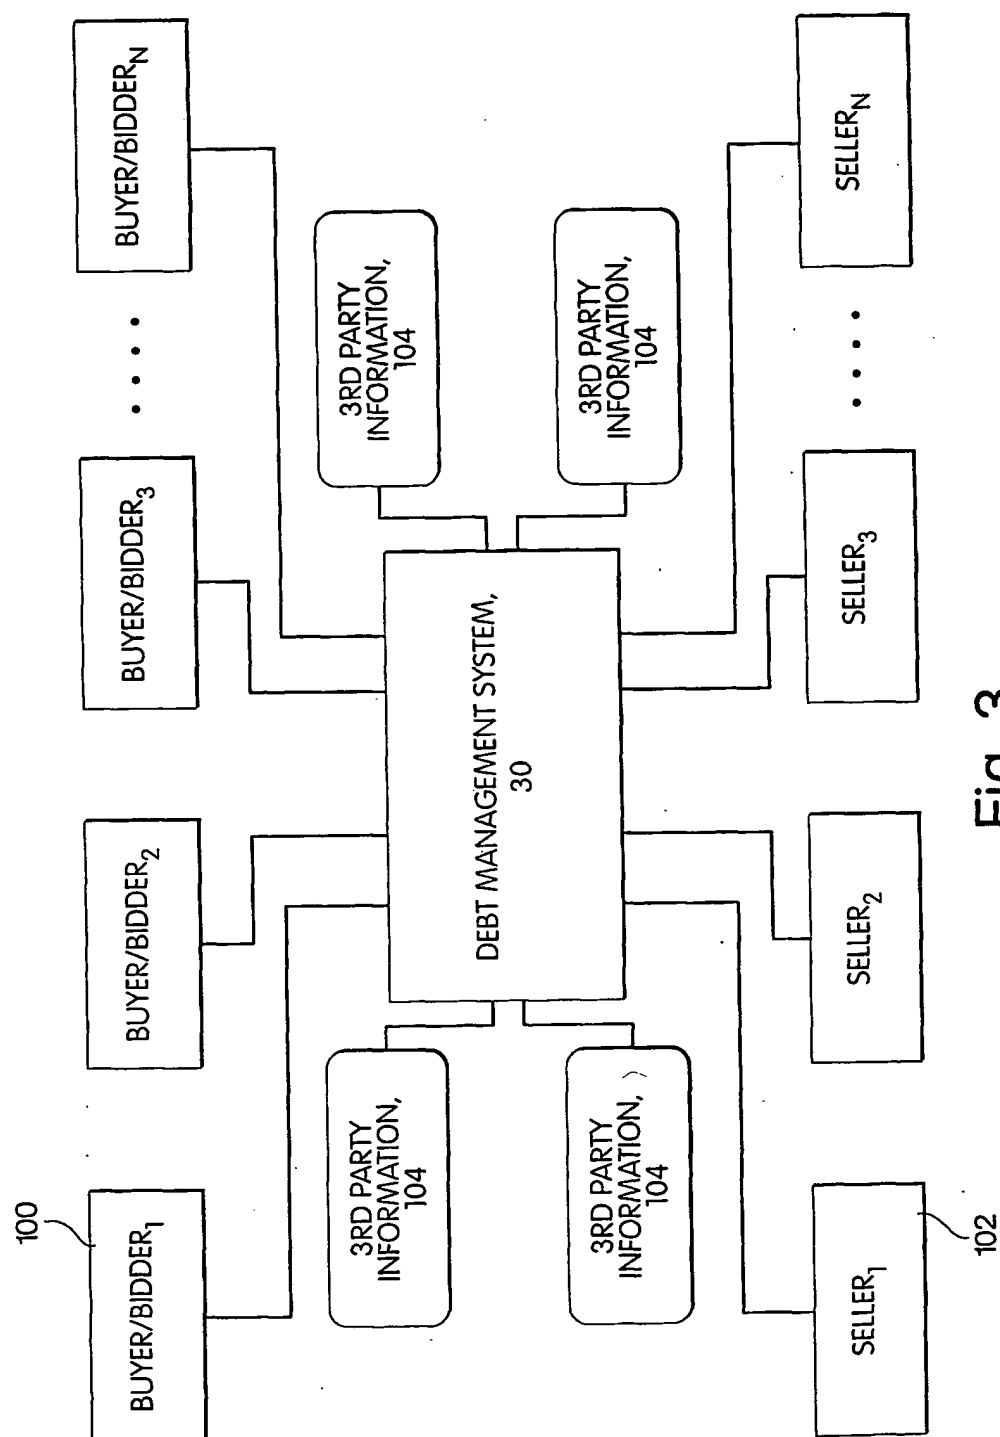 100
BUYER/BIDDER1
BUYER/BIDDER2
BUYER/BIDDER3
BUYER/BIDDERN
3RD PARTY
INFORMATION,
104
3RD PARTY
INFORMATION,
104
DEBT MANAGEMENT SYSTEM,
30
3RD PARTY
INFORMATION,
104
3RD PARTY
INFORMATION,
104
SELLER1
SELLER2
SELLER3
SELLERN
102
Fig. 3